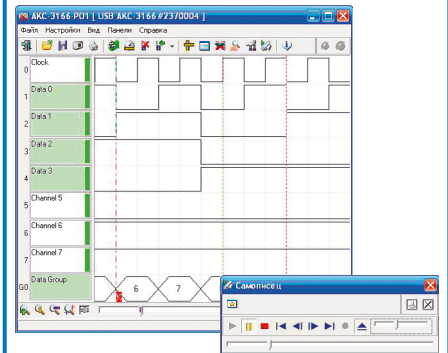 АКС-3166-PO1 [ USB AKC-3166 #2370004 ]
Файл Настройки Вид Панели Справка
0 Clock
1 Data 0
2 Data 1
3 Data 2
4 Data 3
5 Channel 5
6 Channel 6
7 Channel 7
G0 Data Group
6 7
Самописец